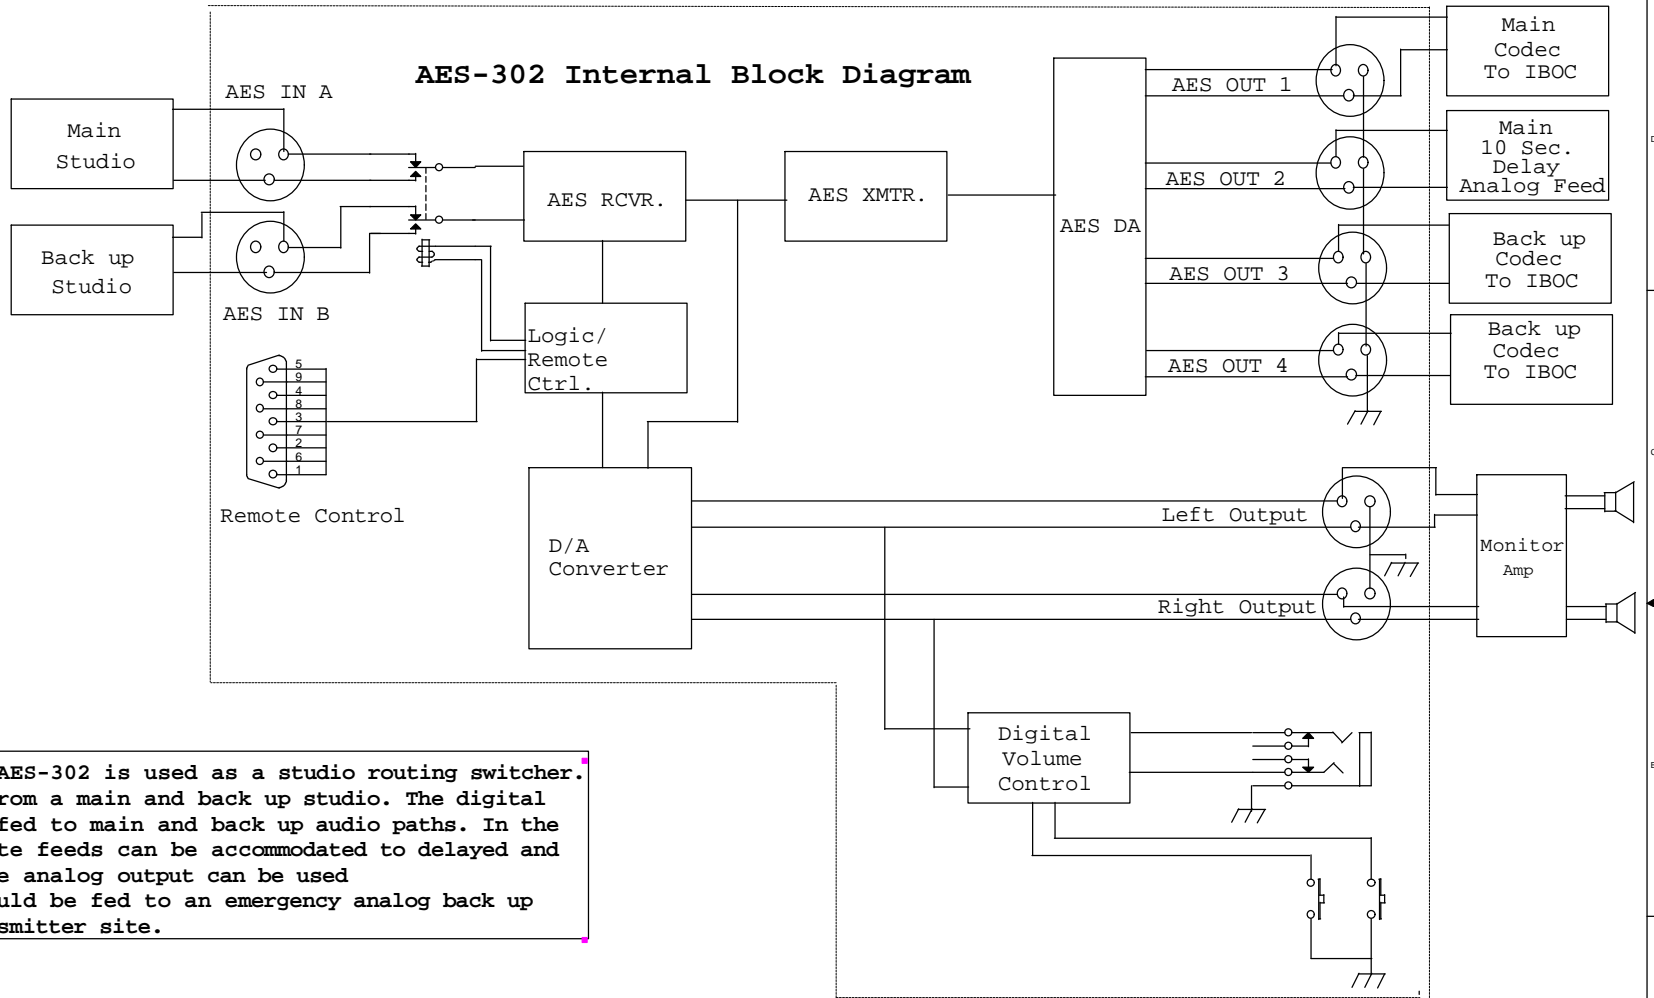 AES-302 Internal Block Diagram
AES IN A
Main
Studio
Back up
Studio
AES IN B
AES RCVR.
AES XMTR.
AES DA
AES OUT 1
AES OUT 2
AES OUT 3
AES OUT 4
Main
Codec
To IBOC
Main
10 Sec.
Delay
Analog Feed
Back up
Codec
To IBOC
Back up
Codec
To IBOC
Logic/
Remote
Ctrl.
5
9
4
8
3
7
2
6
1
Remote Control
D/A
Converter
Left Output
Right Output
Monitor
Amp
Digital
Volume
Control
AES-302 is used as a studio routing switcher.
rom a main and back up studio. The digital
fed to main and back up audio paths. In the
te feeds can be accommodated to delayed and
e analog output can be used
uld be fed to an emergency analog back up
smitter site.